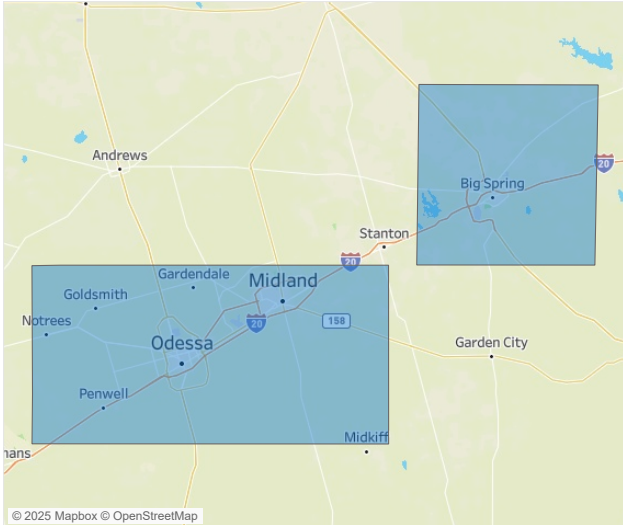 Andrews
20
Big Spring
Stanton
20
Gardendale
Midland
Goldsmith
Notrees
20
158
Odessa
Garden City
Penwell
Midkiff
hans
© 2025 Mapbox © OpenStreetMap